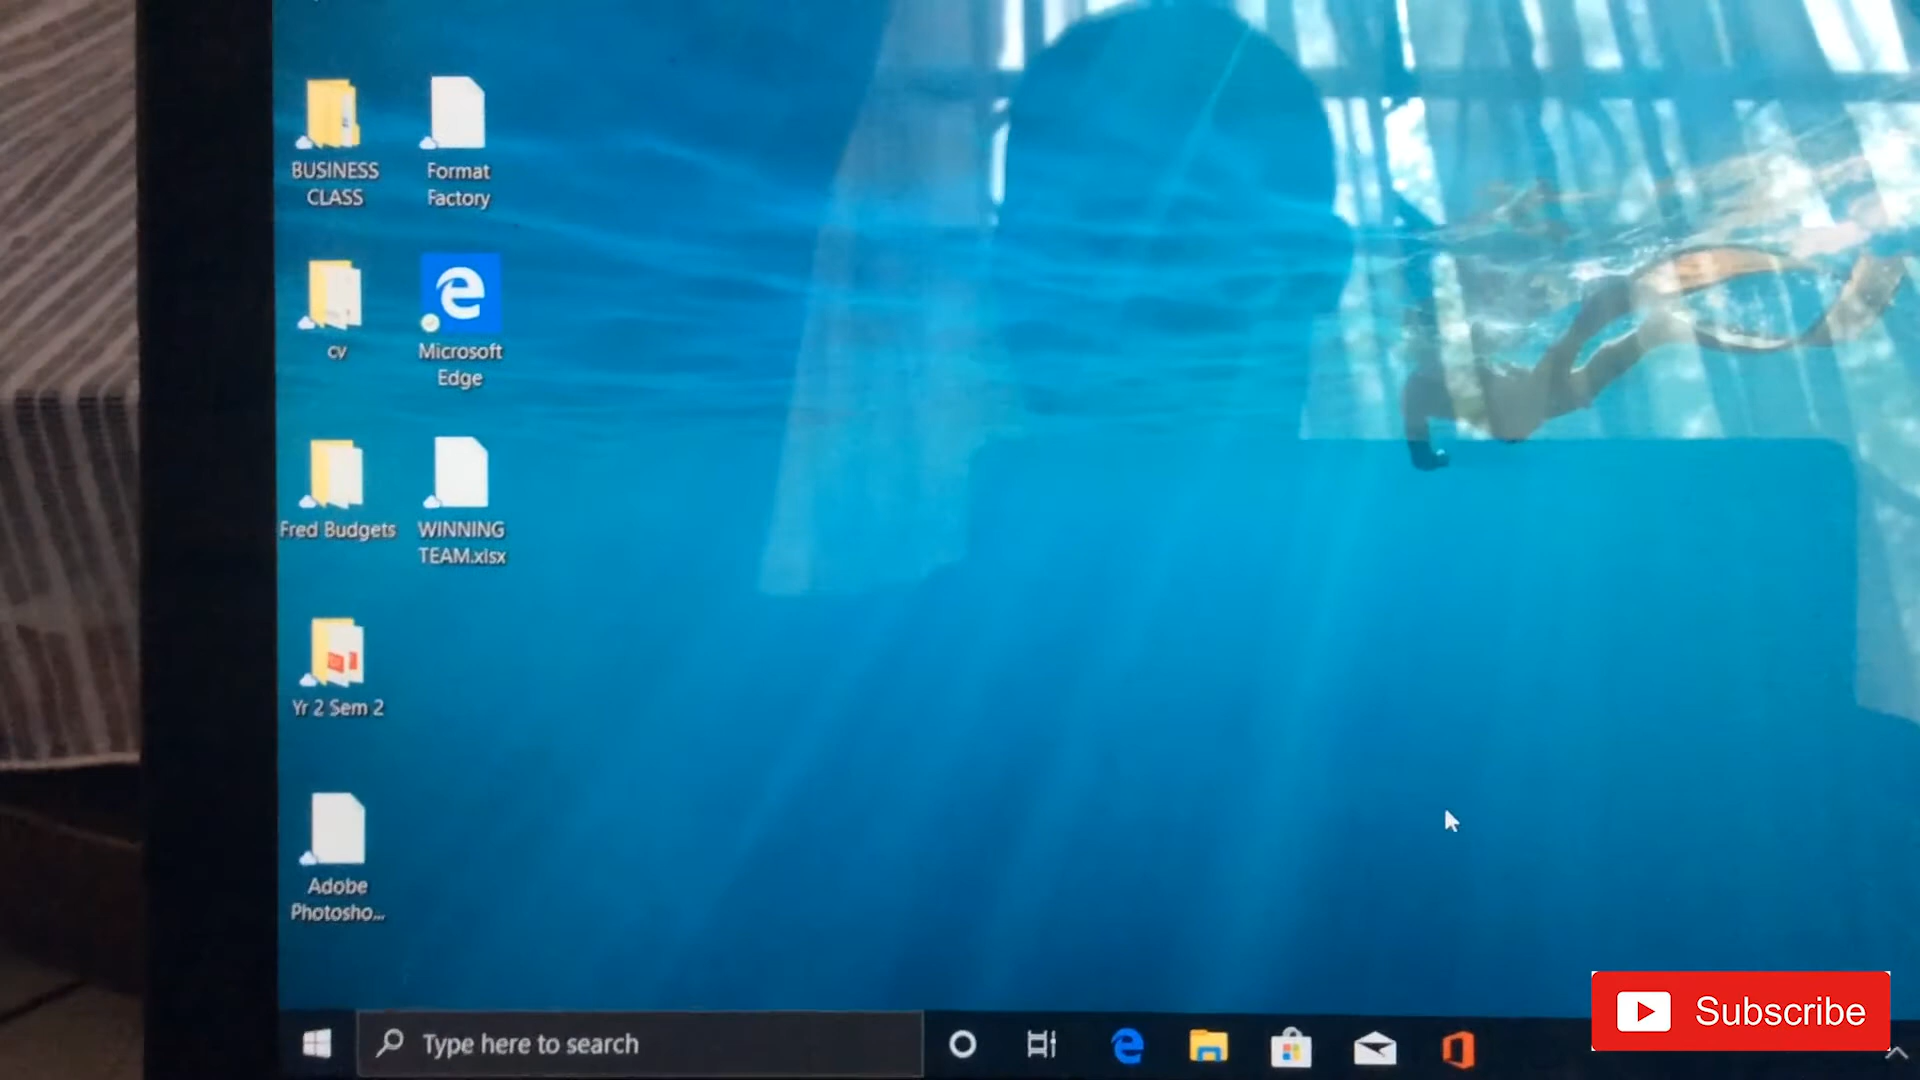 BUSINESS
CLASS
Format
Factory
cv
Microsoft
Edge
Fred Budgets
WINNING
TEAM.xlsx
Yr 2 Sem 2
Adobe
Photosho...
Type here to search
Subscribe